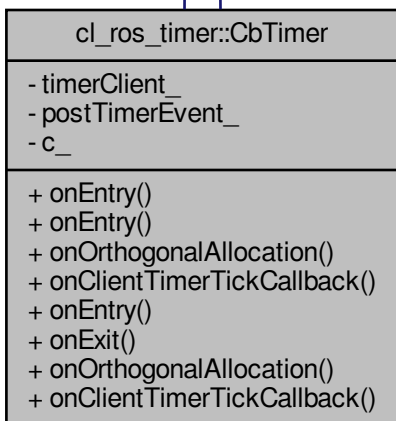 cl_ros_timer::CbTimer
- timerClient_
- postTimerEvent_
- c_
+ onEntry()
+ onEntry()
+ onOrthogonalAllocation()
+ onClientTimerTickCallback()
+ onEntry()
+ onExit()
+ onOrthogonalAllocation()
+ onClientTimerTickCallback()